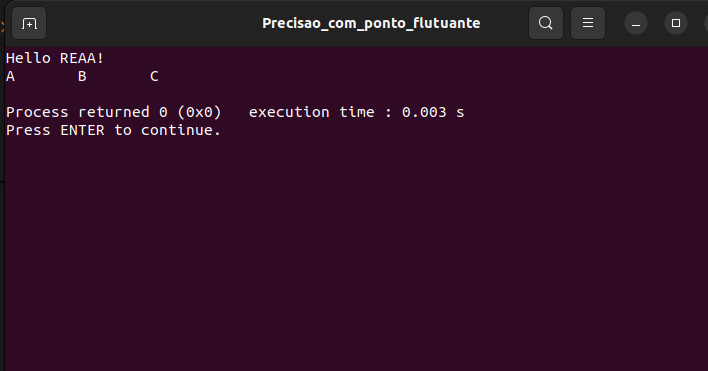 Precisao_com_ponto_flutuante
Hello REAA!
A       B       C
Process returned 0 (0x0)   execution time : 0.003 s
Press ENTER to continue.